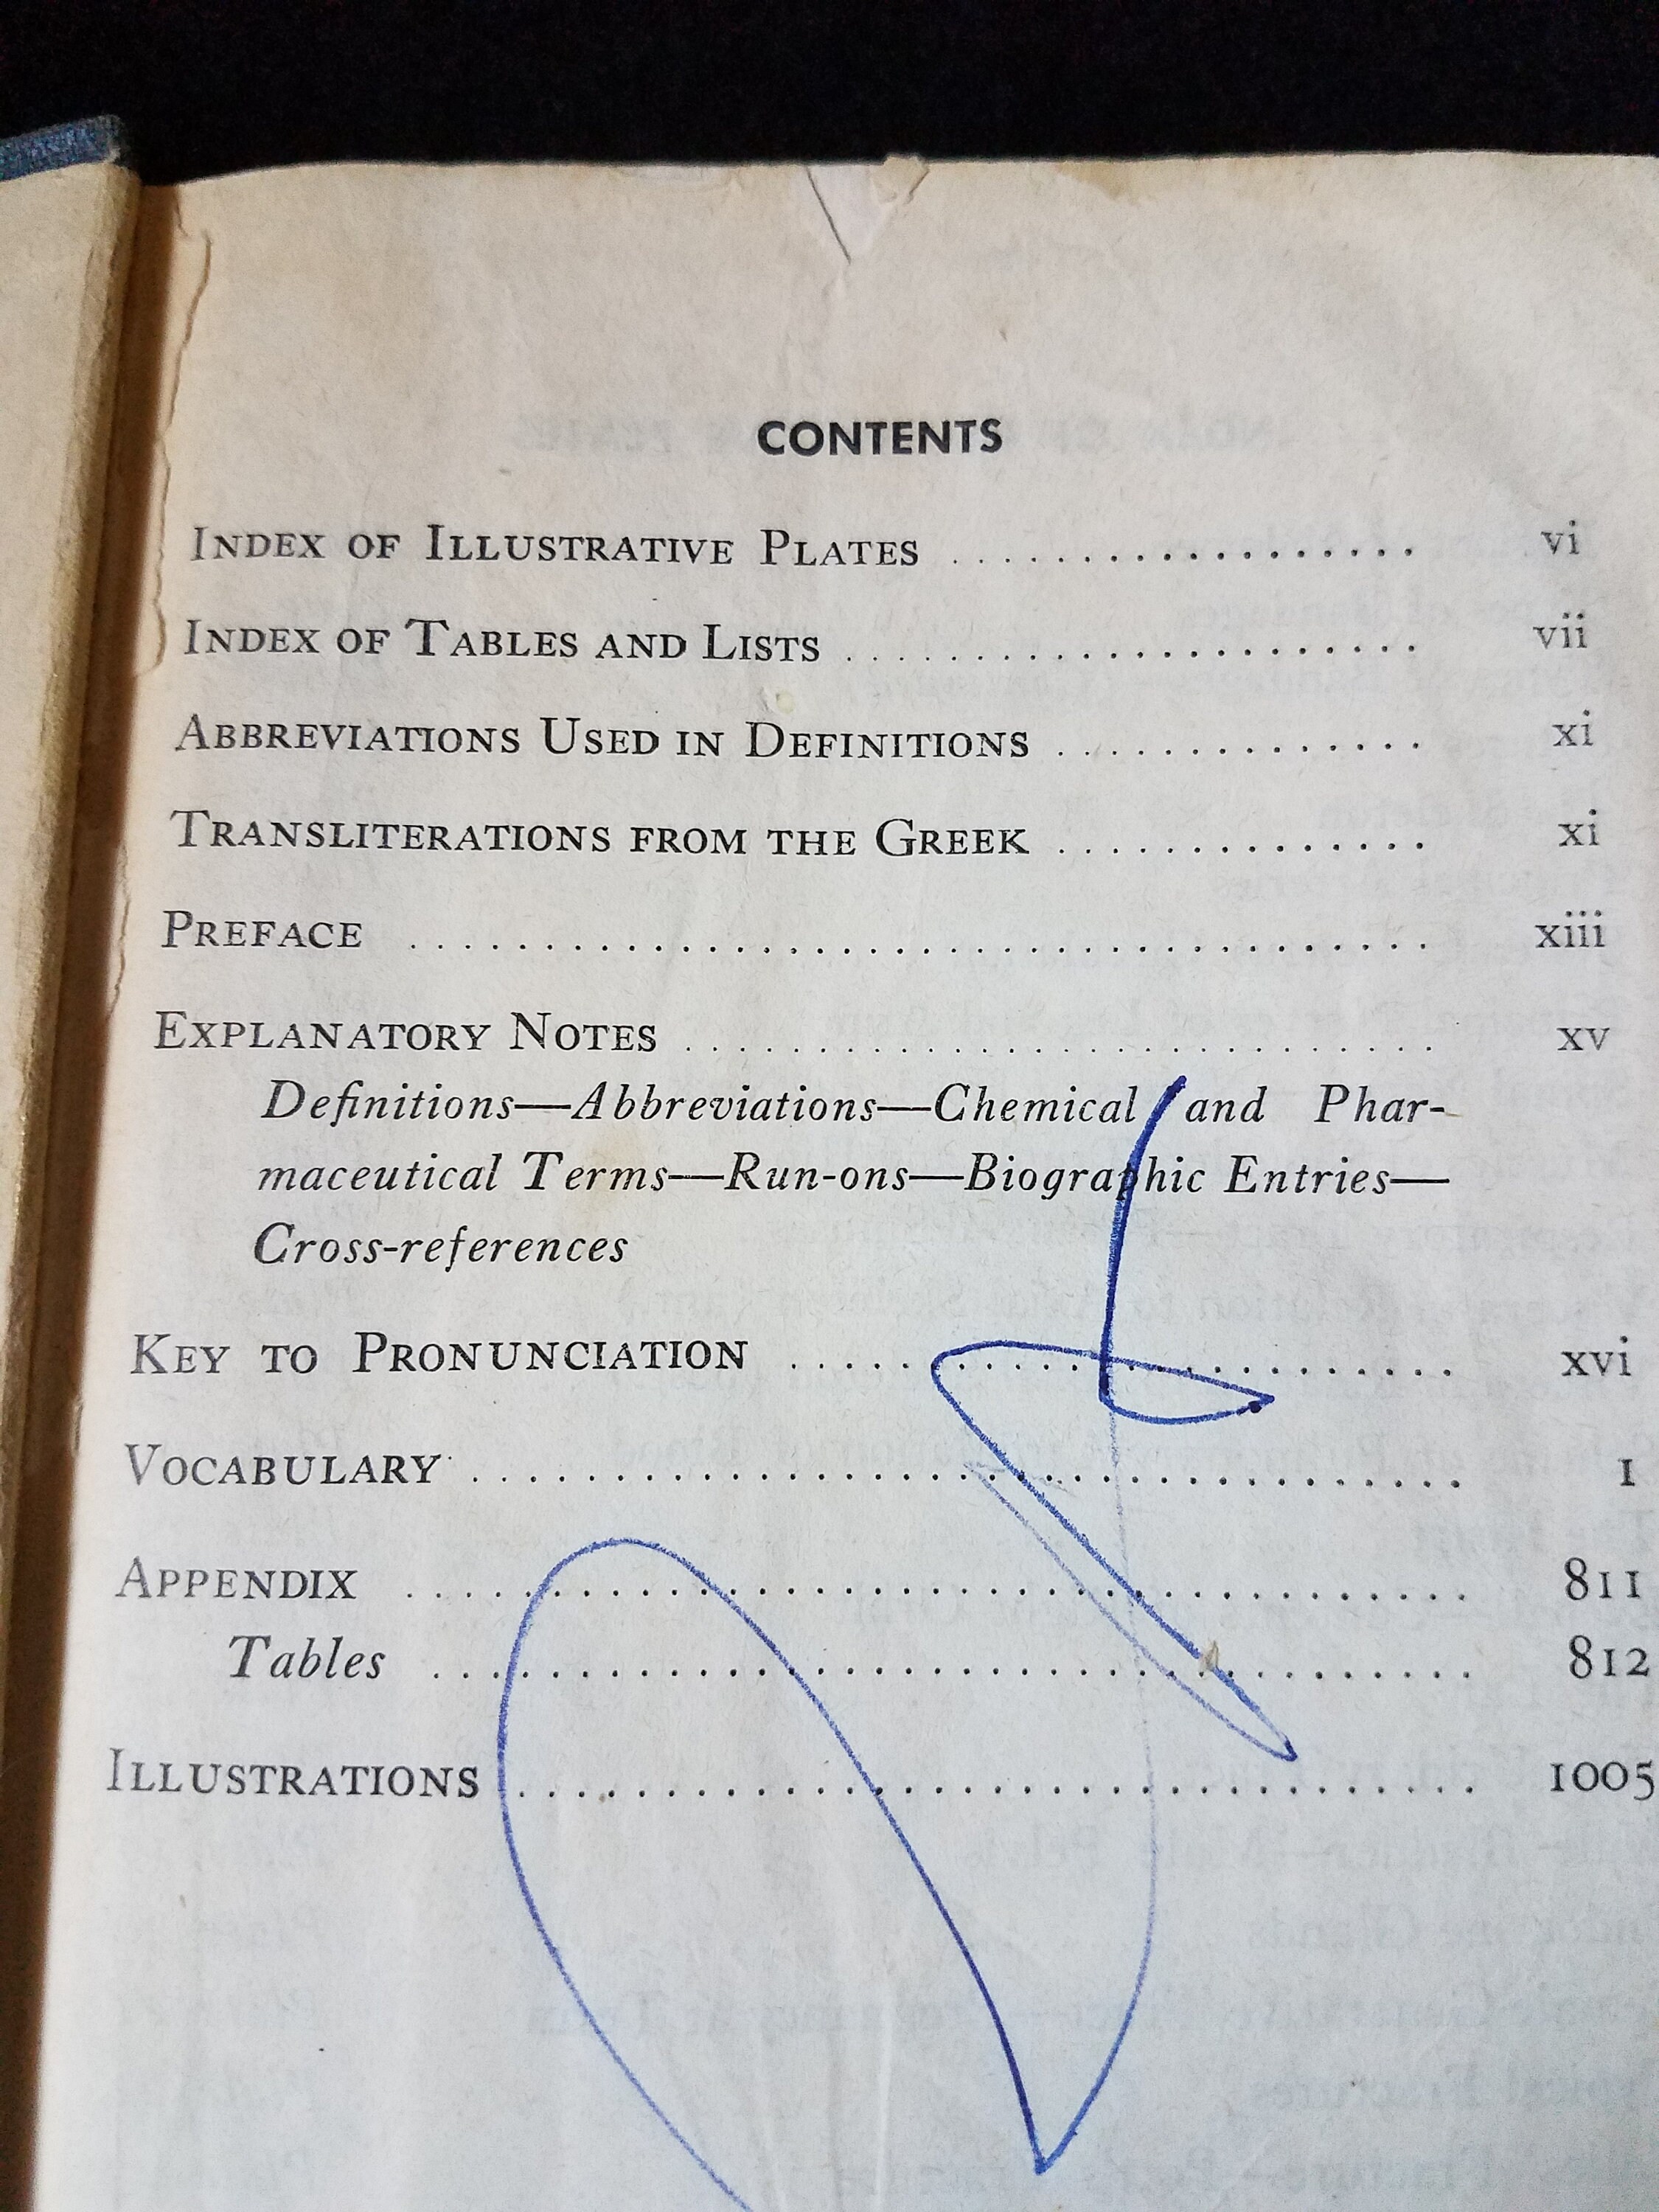 CONTENTS
INDEX OF ILLUSTRATIVE PLATES . . . . . . . . . . . . . . . . . . vi
INDEX OF TABLES AND LISTS . . . . . . . . . . . . . . . . . . . . . . vii
ABBREVIATIONS USED IN DEFINITIONS . . . . . . . . . . . . . . xi
TRANSLITERATIONS FROM THE GREEK . . . . . . . . . . . . . . xi
PREFACE . . . . . . . . . . . . . . . . . . . . . . . . . . . . . . . . . . . . . . . xiii
EXPLANATORY NOTES . . . . . . . . . . . . . . . . . . . . . . . . . . . . xv
Definitions—Abbreviations—Chemical and Phar-
maceutical Terms—Run-ons—Biographic Entries—
Cross-references
KEY TO PRONUNCIATION . . . . . . . . . . . . . . . . . . . . . . . . . xvi
VOCABULARY . . . . . . . . . . . . . . . . . . . . . . . . . . . . . . . . . . . . . 1
APPENDIX . . . . . . . . . . . . . . . . . . . . . . . . . . . . . . . . . . . . . . . . 811
Tables . . . . . . . . . . . . . . . . . . . . . . . . . . . . . . . . . . . . . . . 812
ILLUSTRATIONS . . . . . . . . . . . . . . . . . . . . . . . . . . . . . . . . . . . . 1005